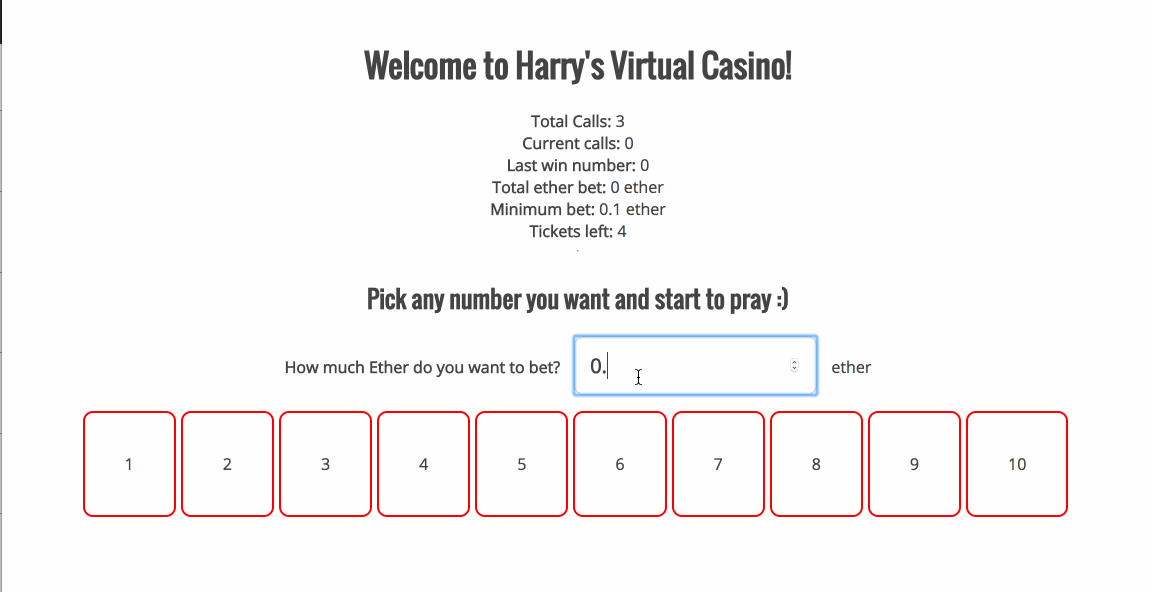 Welcome to Harry's Virtual Casino!
Total Calls: 3
Current calls: 0
Last win number: 0
Total ether bet: 0 ether
Minimum bet: 0.1 ether
Tickets left: 4
Pick any number you want and start to pray :)
How much Ether do you want to bet? 0. ether
1 2 3 4 5 6 7 8 9 10